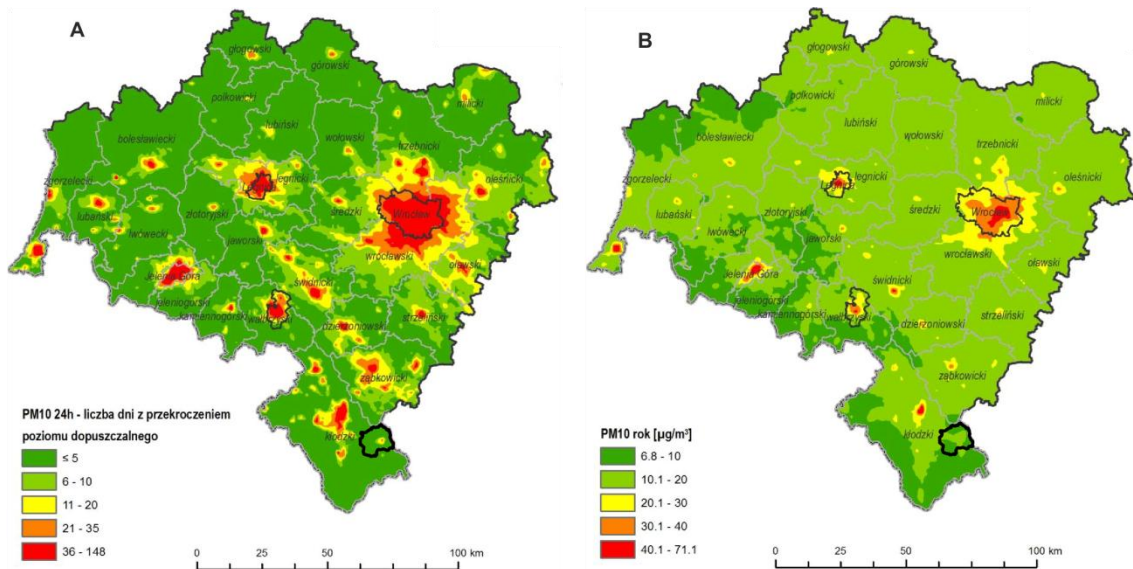 A
głogowski
górowski
polkowicki
milicki
lubiński
bolesławiecki
wołowski
trzebnicki
zgorzelecki
legnicki
Legnica
oleśnicki
lubański
złotoryjski
średzki
Wrocław
lwówecki
jaworski
wrocławski
oławski
Jelenia Góra
świdnicki
jeleniogórski
kamiennogórski
wałbrzyski
strzeliński
dzierżoniowski
ząbkowicki
kłodzki
PM10 24h - liczba dni z przekroczeniem
poziomu dopuszczalnego
≤ 5
6 - 10
11 - 20
21 - 35
36 - 148
0 25 50 100 km
B
głogowski
górowski
polkowicki
milicki
lubiński
bolesławiecki
wołowski
trzebnicki
zgorzelecki
legnicki
Legnica
oleśnicki
lubański
złotoryjski
średzki
Wrocław
lwówecki
jaworski
wrocławski
oławski
Jelenia Góra
świdnicki
jeleniogórski
kamiennogórski
wałbrzyski
strzeliński
dzierżoniowski
ząbkowicki
kłodzki
PM10 rok [µg/m³]
6.8 - 10
10.1 - 20
20.1 - 30
30.1 - 40
40.1 - 71.1
0 25 50 100 km